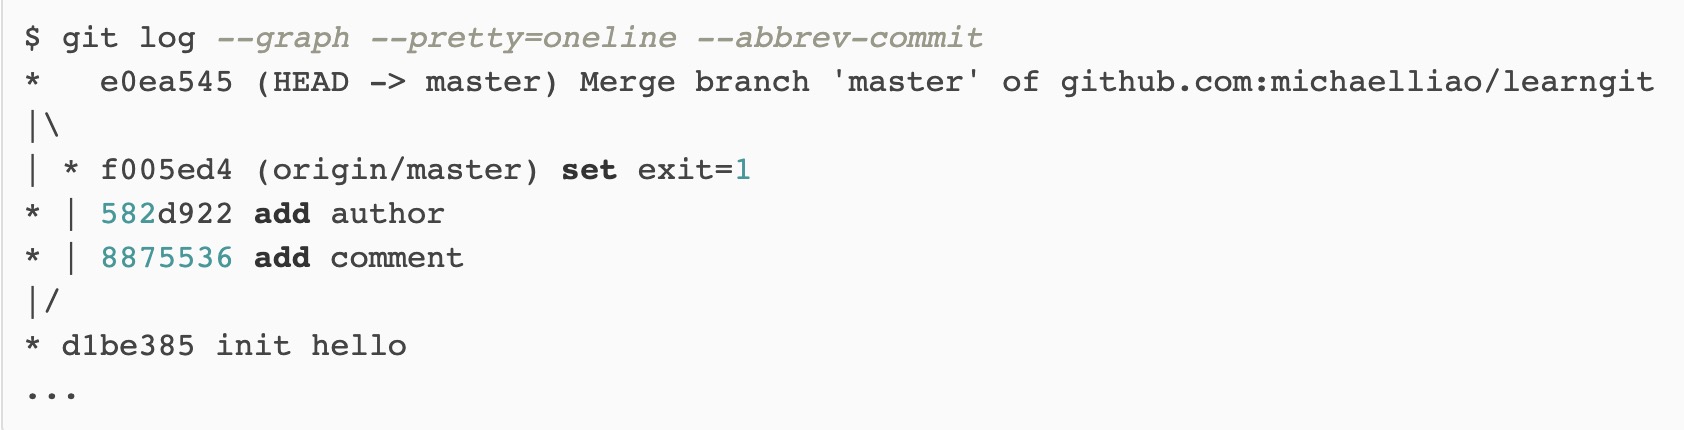 $ git log --graph --pretty=oneline --abbrev-commit
*   e0ea545 (HEAD -> master) Merge branch 'master' of github.com:michaelliao/learngit
|\
| * f005ed4 (origin/master) set exit=1
* | 582d922 add author
* | 8875536 add comment
|/
* d1be385 init hello
...